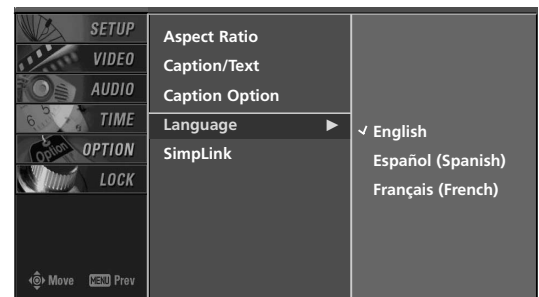 SETUP
VIDEO
AUDIO
TIME
OPTION
LOCK
Move MENU Prev
Aspect Ratio
Caption/Text
Caption Option
Language ▶
SimpLink
✓ English
Español (Spanish)
Français (French)